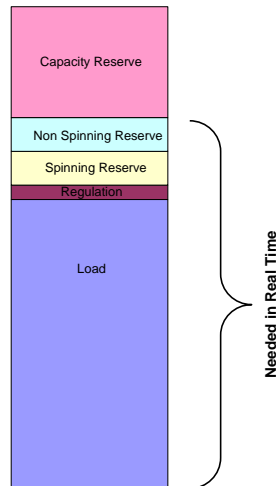 Capacity Reserve
Non Spinning Reserve
Spinning Reserve
Regulation
Load
Needed in Real Time